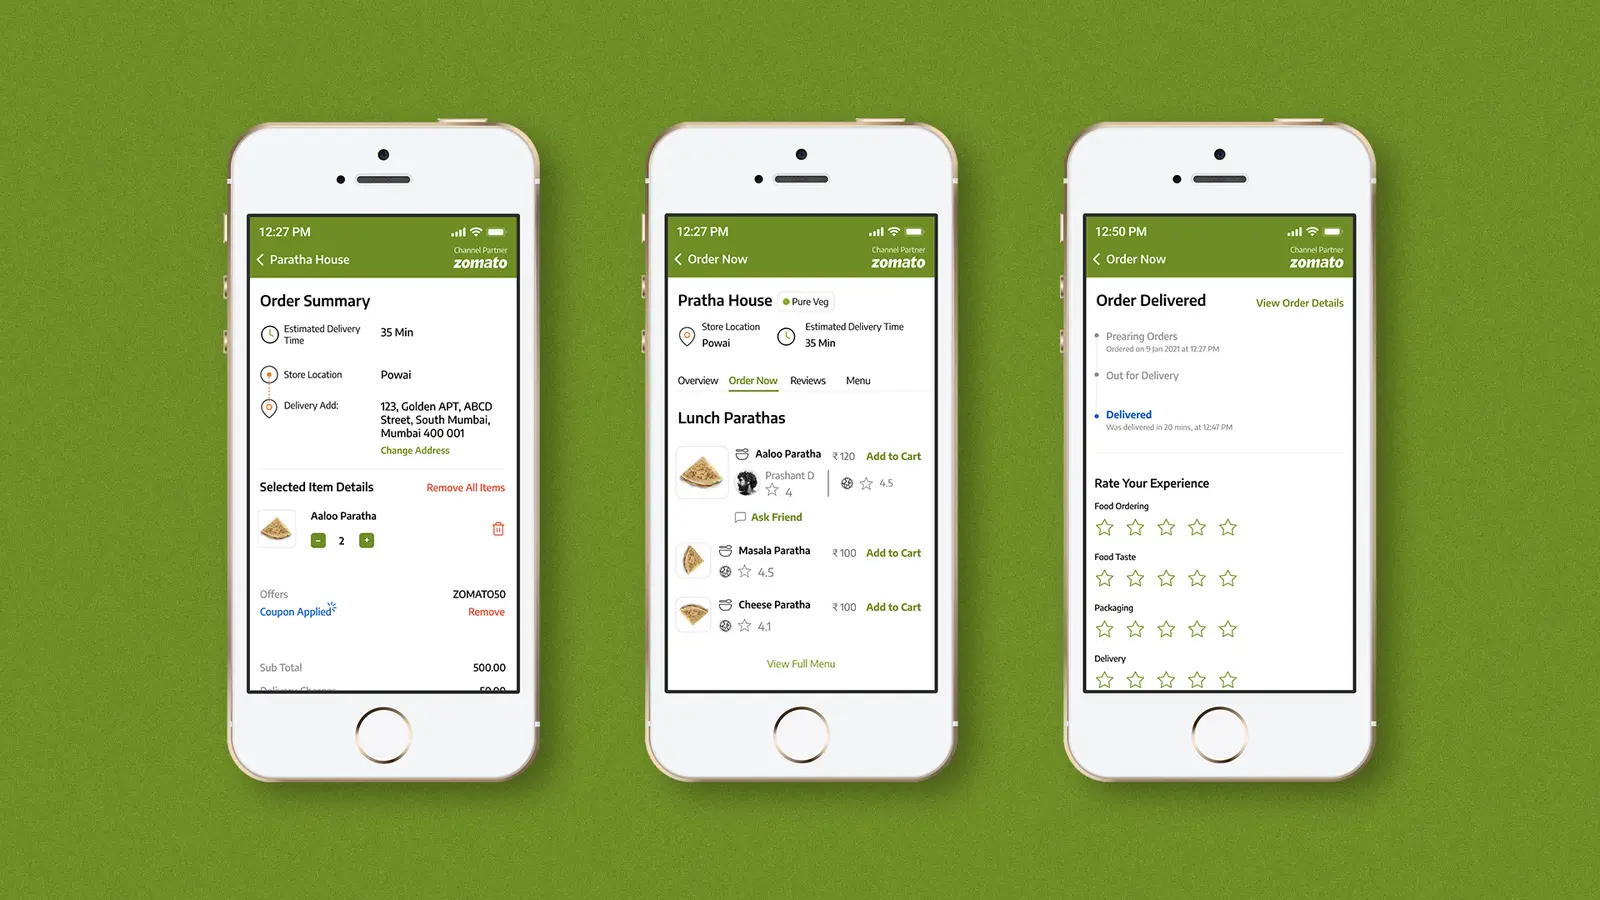 12:27 PM
Channel Partner
Paratha House
zomato
Order Summary
Estimated Delivery Time
35 Min
Store Location
Powai
Delivery Add:
123, Golden APT, ABCD
Street, South Mumbai,
Mumbai 400 001
Change Address
Selected Item Details
Remove All Items
Aaloo Paratha
- 2 +
Offers
ZOMATO50
Coupon Applied
Remove
Sub Total
500.00
Delivery Charges
50.00
12:27 PM
Channel Partner
Order Now
zomato
Pratha House
Pure Veg
Store Location
Powai
Estimated Delivery Time
35 Min
Overview Order Now Reviews Menu
Lunch Parathas
Aaloo Paratha ₹ 120 Add to Cart
Prashant D
4
4.5
Ask Friend
Masala Paratha ₹ 100 Add to Cart
4.5
Cheese Paratha ₹ 100 Add to Cart
4.1
View Full Menu
12:50 PM
Channel Partner
Order Now
zomato
Order Delivered
View Order Details
Prearing Orders
Ordered on 9 Jan 2021 at 12:27 PM
Out for Delivery
Delivered
Was delivered in 20 mins, at 12:47 PM
Rate Your Experience
Food Ordering
Food Taste
Packaging
Delivery